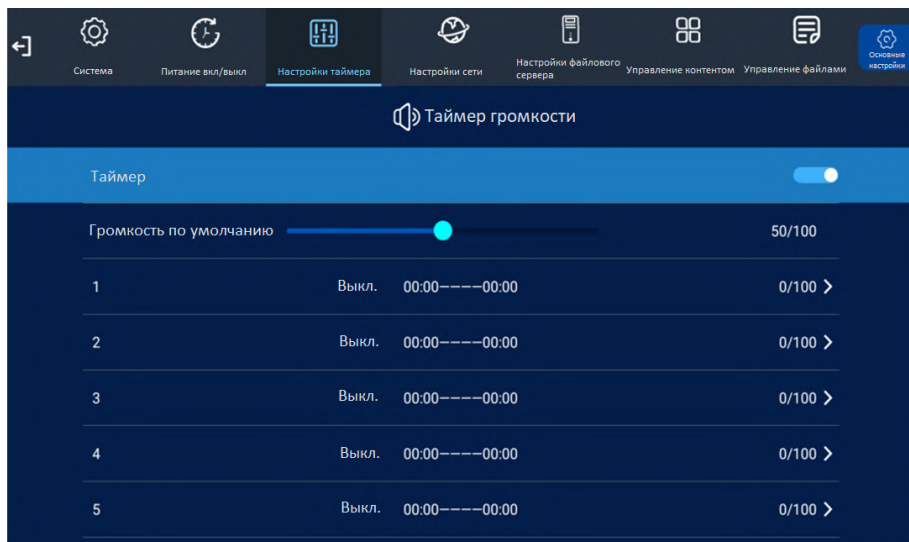 Система
Питание вкл/выкл
Настройки таймера
Настройки сети
Настройки файлового
сервера
Управление контентом
Управление файлами
Основные
настройки
Таймер громкости
Таймер
Громкость по умолчанию 50/100
1 Выкл. 00:00----00:00 0/100
2 Выкл. 00:00----00:00 0/100
3 Выкл. 00:00----00:00 0/100
4 Выкл. 00:00----00:00 0/100
5 Выкл. 00:00----00:00 0/100